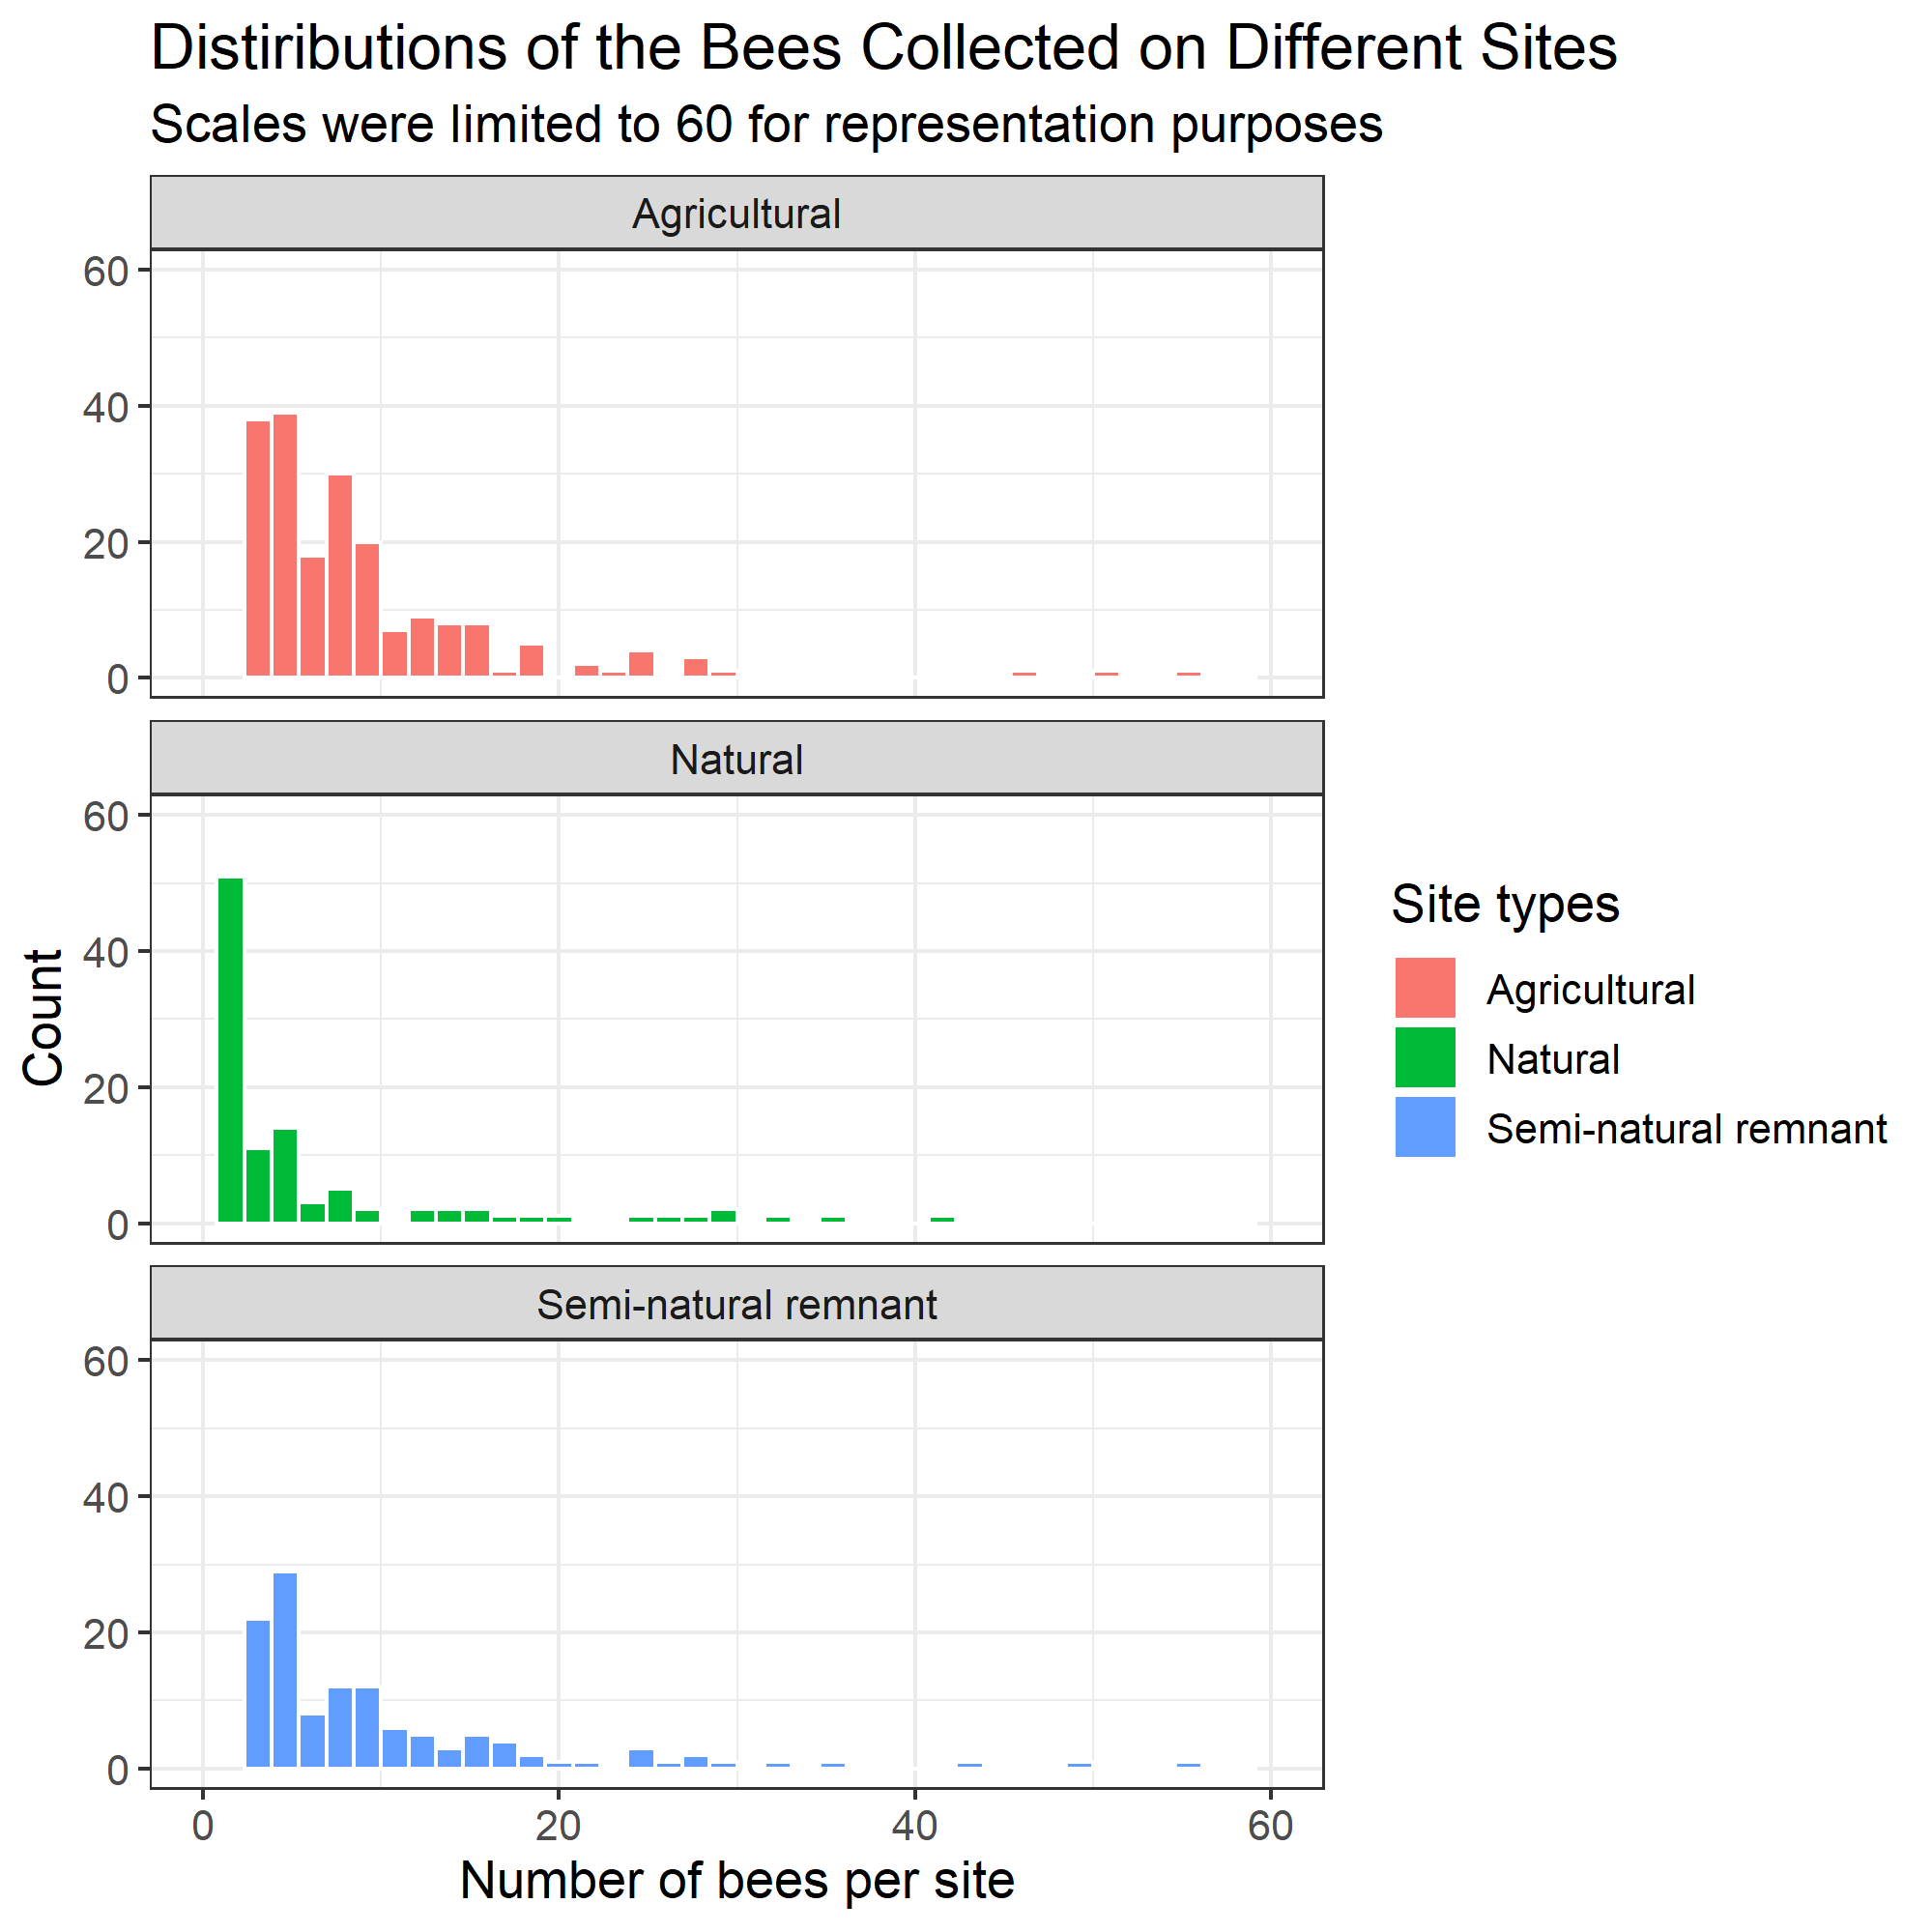 Distiributions of the Bees Collected on Different Sites
Scales were limited to 60 for representation purposes
Agricultural
60
40
20
0
Natural
60
40
20
0
Semi-natural remnant
60
40
20
0
0 20 40 60
Number of bees per site
Count
Site types
Agricultural
Natural
Semi-natural remnant